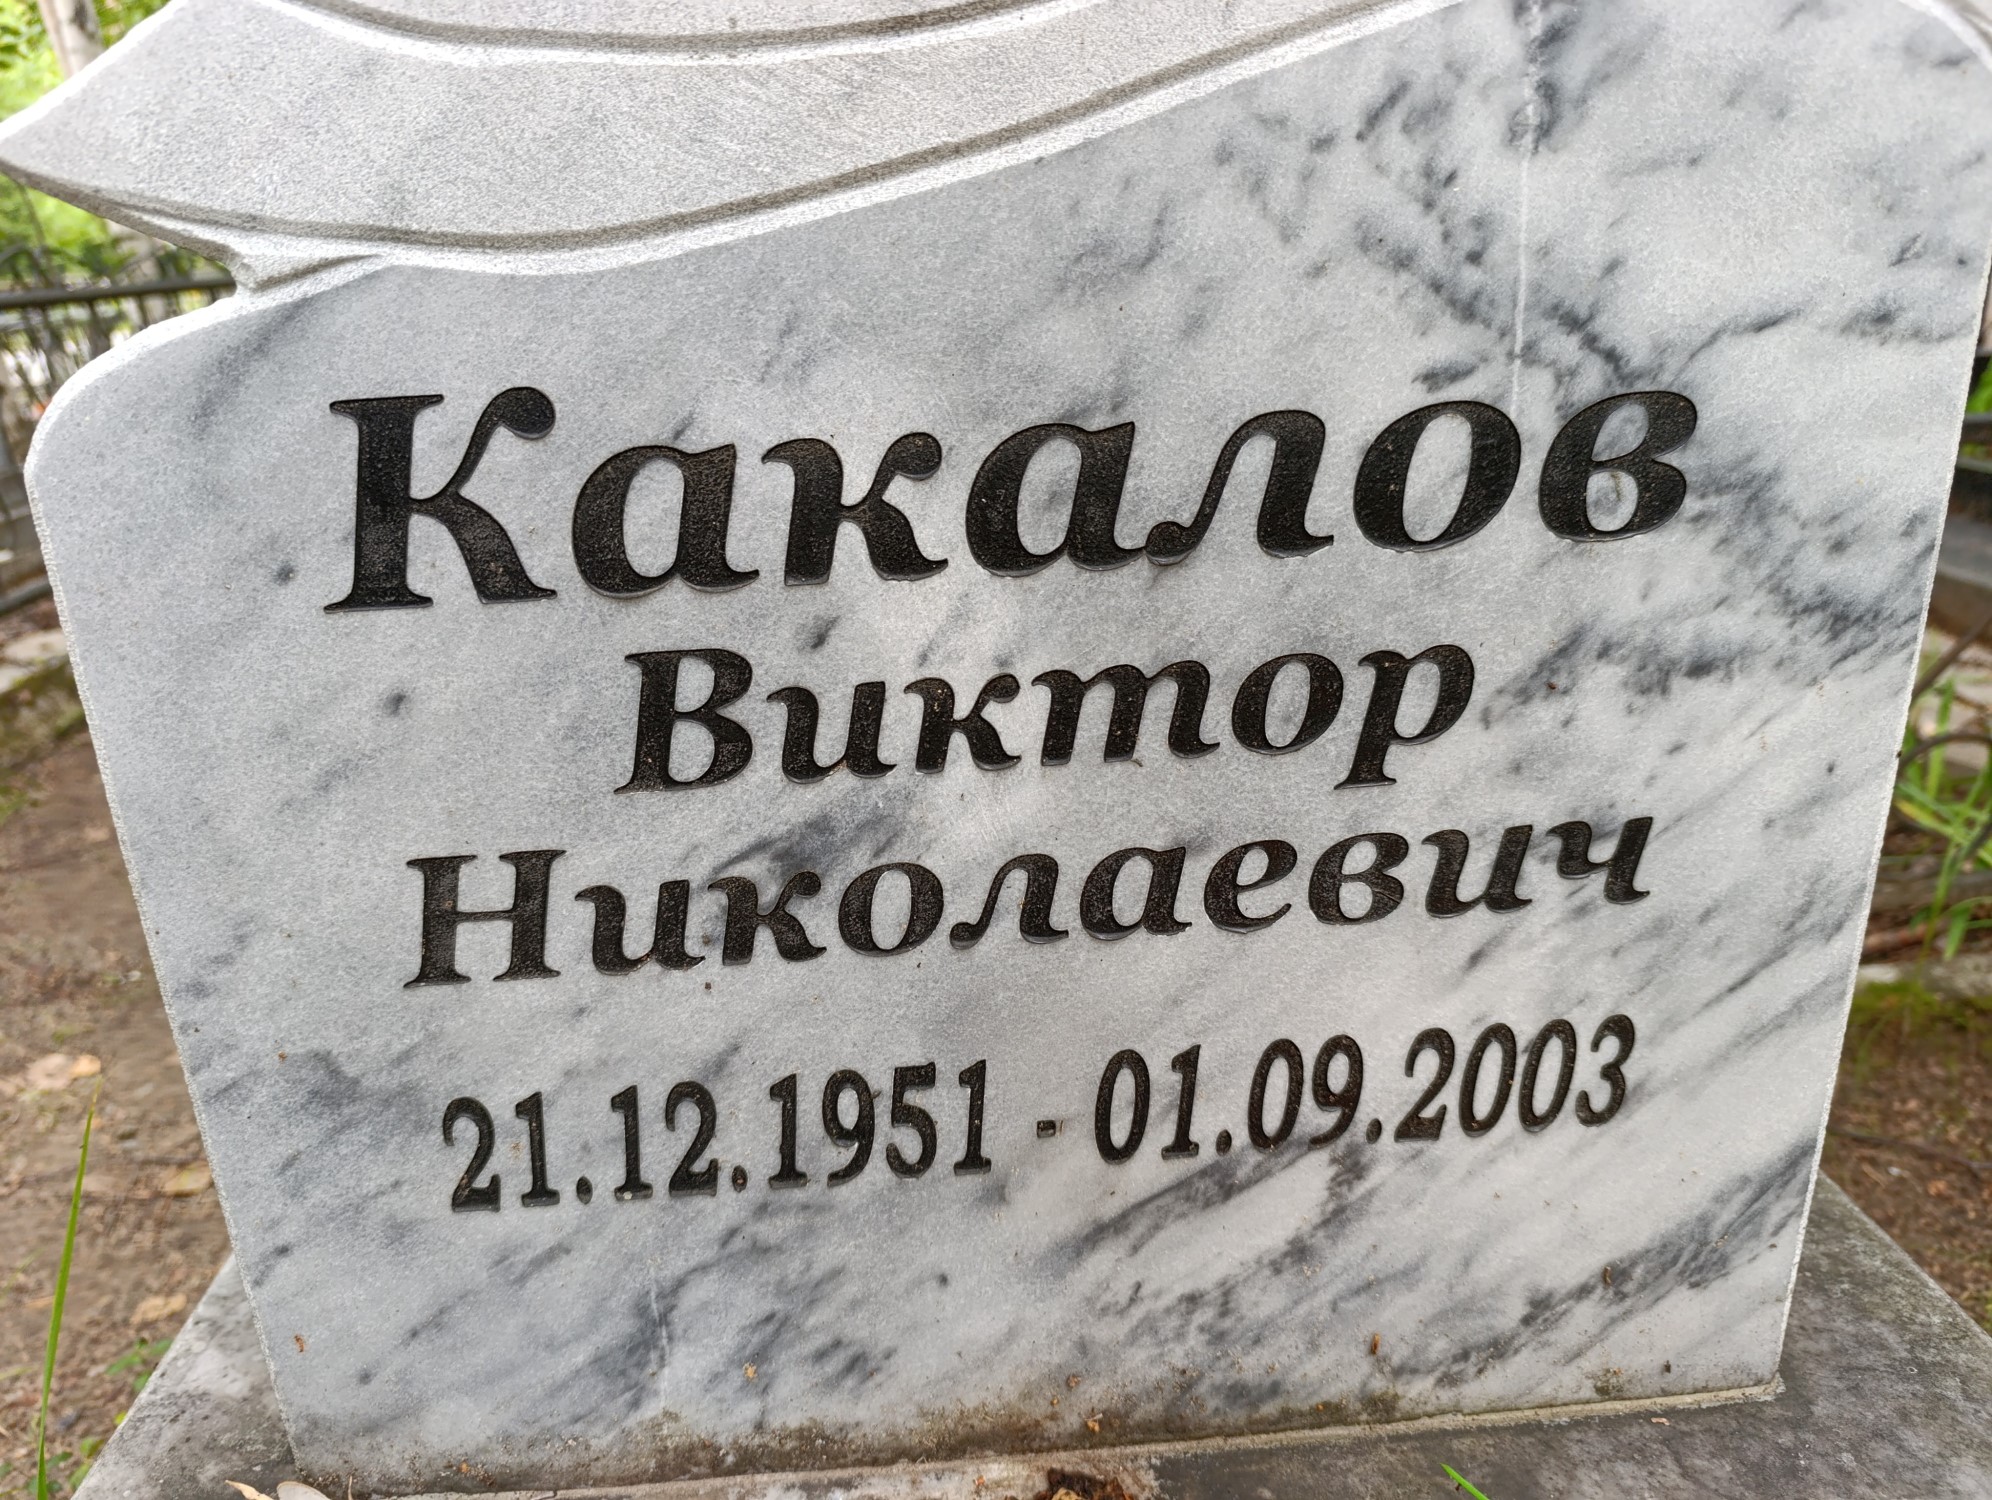 Какалов
Виктор
Николаевич
21.12.1951 - 01.09.2003